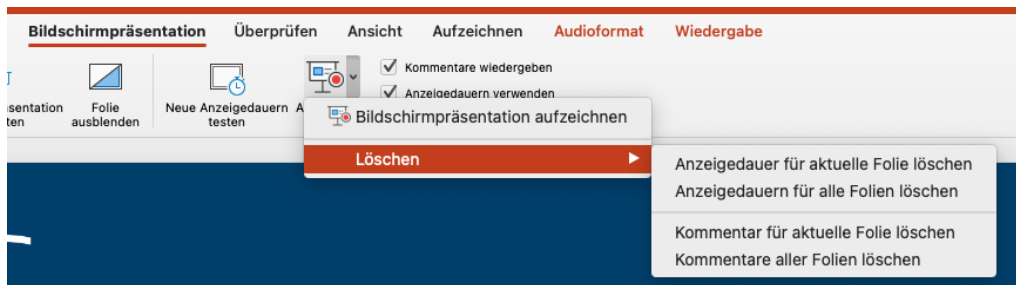 Bildschirmpräsentation Überprüfen Ansicht Aufzeichnen Audioformat Wiedergabe
Kommentare wiedergeben
Anzeigedauern verwenden
Folie
ausblenden
Neue Anzeigedauern
testen
Bildschirmpräsentation aufzeichnen
Löschen
Anzeigedauer für aktuelle Folie löschen
Anzeigedauern für alle Folien löschen
Kommentar für aktuelle Folie löschen
Kommentare aller Folien löschen